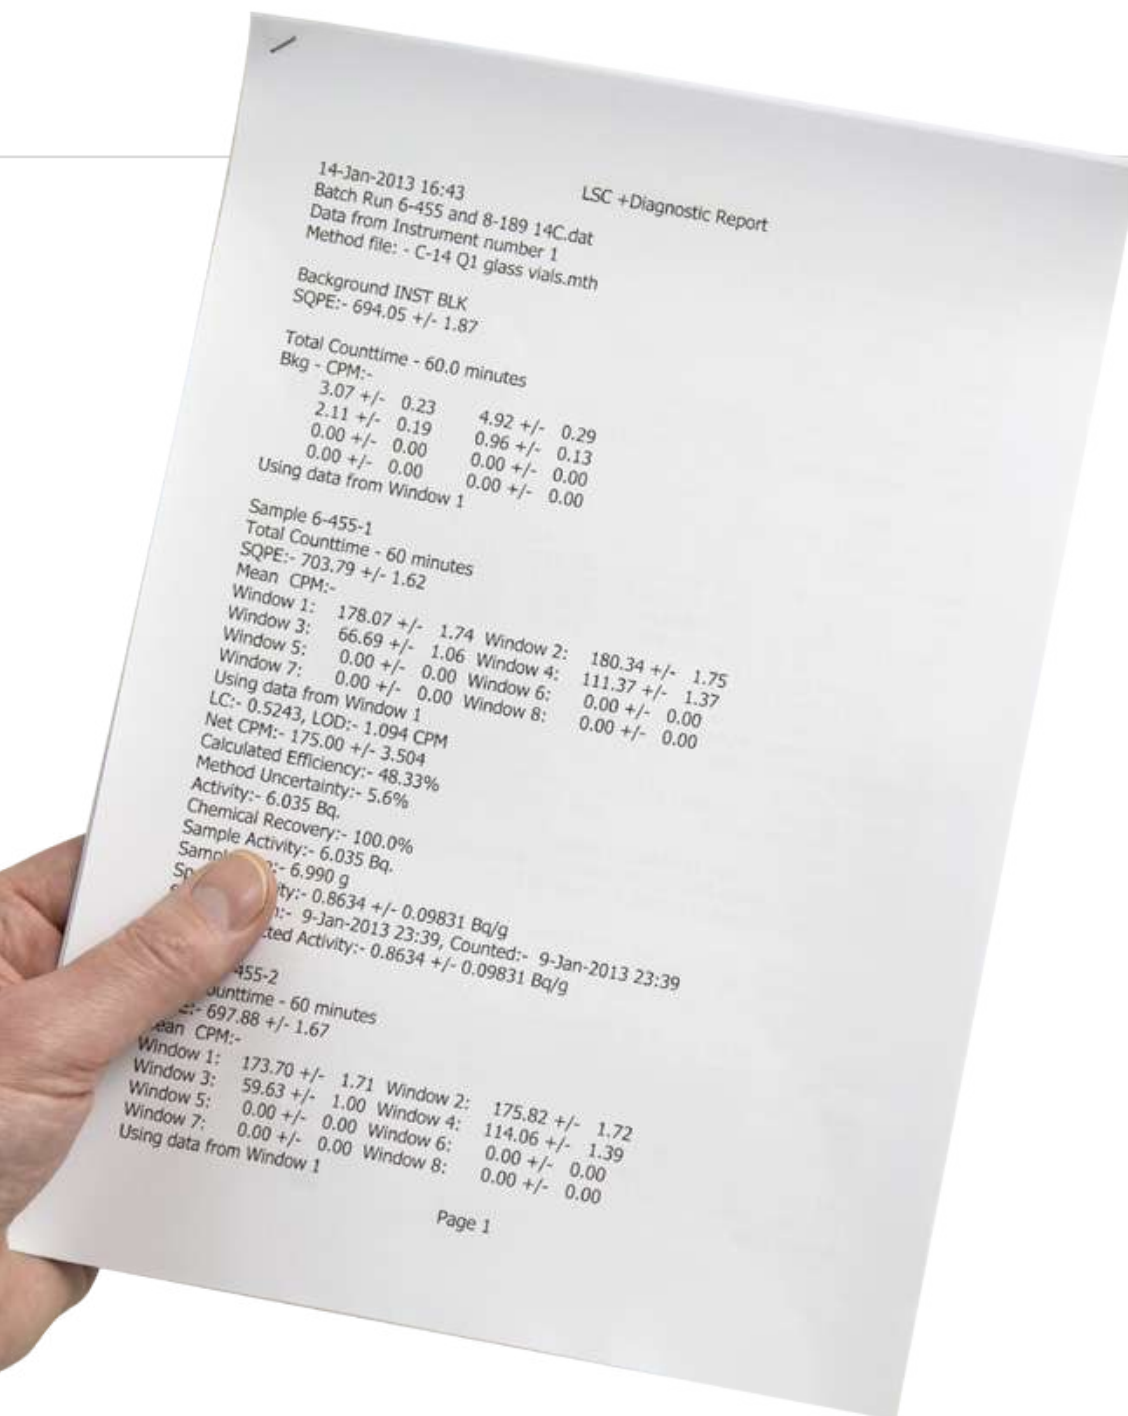 14-Jan-2013 16:43 LSC +Diagnostic Report
Batch Run 6-455 and 8-189 14C.dat
Data from Instrument number 1
Method file: - C-14 Q1 glass vials.mth
Background INST BLK
SQPE:- 694.05 +/- 1.87
Total Counttime - 60.0 minutes
Bkg - CPM:-
3.07 +/- 0.23 4.92 +/- 0.29
2.11 +/- 0.19 0.96 +/- 0.13
0.00 +/- 0.00 0.00 +/- 0.00
0.00 +/- 0.00 0.00 +/- 0.00
Using data from Window 1
Sample 6-455-1
Total Counttime - 60 minutes
SQPE:- 703.79 +/- 1.62
Mean CPM:-
Window 1: 178.07 +/- 1.74 Window 2: 180.34 +/- 1.75
Window 3: 66.69 +/- 1.06 Window 4: 111.37 +/- 1.37
Window 5: 0.00 +/- 0.00 Window 6: 0.00 +/- 0.00
Window 7: 0.00 +/- 0.00 Window 8: 0.00 +/- 0.00
Using data from Window 1
LC:- 0.5243, LOD:- 1.094 CPM
Net CPM:- 175.00 +/- 3.504
Calculated Efficiency:- 48.33%
Method Uncertainty:- 5.6%
Activity:- 6.035 Bq.
Chemical Recovery:- 100.0%
Sample Activity:- 6.035 Bq.
6.990 g
0.8634 +/- 0.09831 Bq/g
9-Jan-2013 23:39, Counted:- 9-Jan-2013 23:39
Activity:- 0.8634 +/- 0.09831 Bq/g
455-2
60 minutes
697.88 +/- 1.67
CPM:-
Window 1: 173.70 +/- 1.71 Window 2: 175.82 +/- 1.72
Window 3: 59.63 +/- 1.00 Window 4: 114.06 +/- 1.39
Window 5: 0.00 +/- 0.00 Window 6: 0.00 +/- 0.00
Window 7: 0.00 +/- 0.00 Window 8: 0.00 +/- 0.00
Using data from Window 1
Page 1